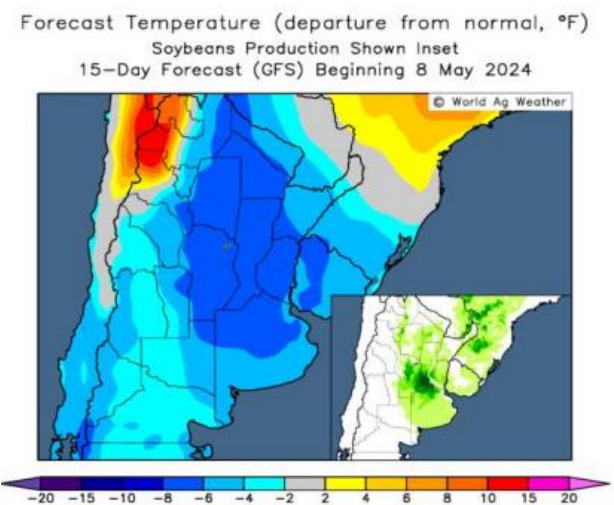 Forecast Temperature (departure from normal, °F)
Soybeans Production Shown Inset
15-Day Forecast (GFS) Beginning 8 May 2024
© World Ag Weather
-20 -15 -10 -8 -6 -4 -2 2 4 6 8 10 15 20